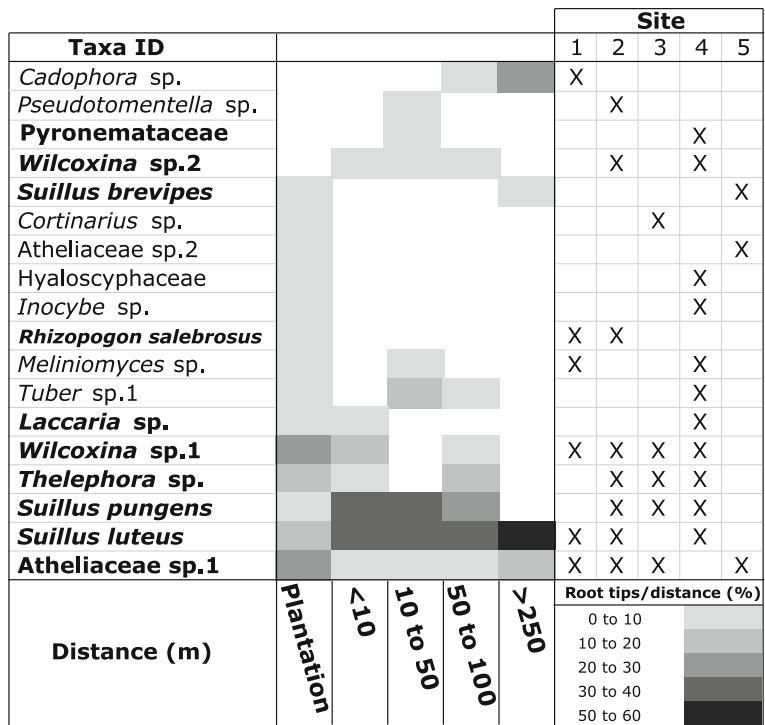 Site
Taxa ID 1 2 3 4 5
Cadophora sp. X
Pseudotomentella sp. X
Pyronemataceae X
Wilcoxina sp.2 X X
Suillus brevipes X
Cortinarius sp. X
Atheliaceae sp.2 X
Hyaloscyphaceae X
Inocybe sp. X
Rhizopogon salebrosus X X
Meliniomyces sp. X X
Tuber sp.1 X
Laccaria sp. X
Wilcoxina sp.1 X X X X
Thelephora sp. X X X
Suillus pungens X X X
Suillus luteus X X X
Atheliaceae sp.1 X X X X
Distance (m)
Plantation
<10
10 to 50
50 to 100
>250
Root tips/distance (%)
0 to 10
10 to 20
20 to 30
30 to 40
50 to 60